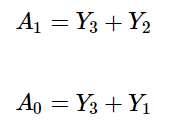 A₁ = Y₃ + Y₂
A₀ = Y₃ + Y₁